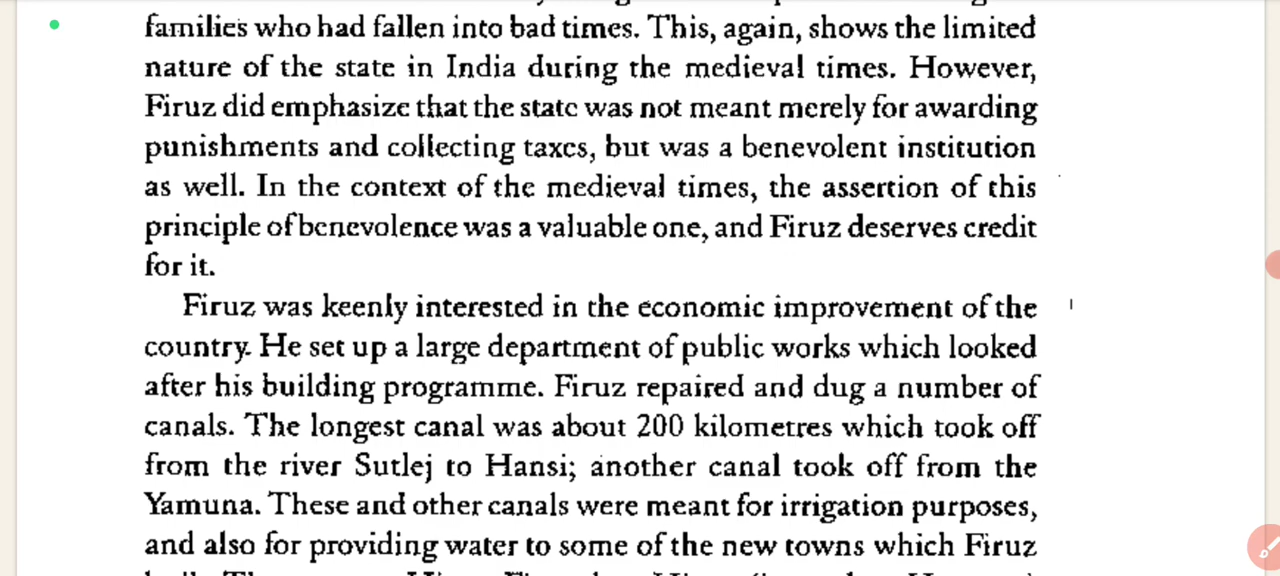 families who had fallen into bad times. This, again, shows the limited
nature of the state in India during the medieval times. However,
Firuz did emphasize that the state was not meant merely for awarding
punishments and collecting taxes, but was a benevolent institution
as well. In the context of the medieval times, the assertion of this
principle of benevolence was a valuable one, and Firuz deserves credit
for it.
Firuz was keenly interested in the economic improvement of the
country. He set up a large department of public works which looked
after his building programme. Firuz repaired and dug a number of
canals. The longest canal was about 200 kilometres which took off
from the river Sutlej to Hansi; another canal took off from the
Yamuna. These and other canals were meant for irrigation purposes,
and also for providing water to some of the new towns which Firuz